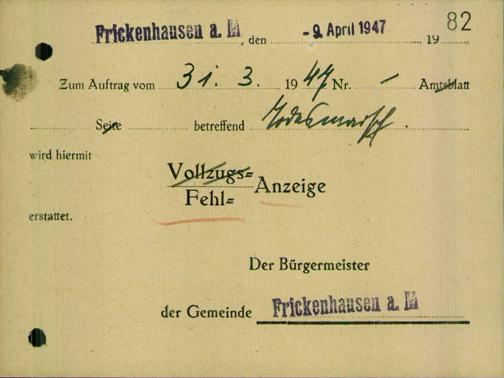 82
Frickenhausen a. M, den - 9. April 1947 19
Zum Auftrag vom 31. 3. 1947 Nr. – Amtsblatt
Seite betreffend Todesmarsch.
wird hiermit
Vollzugs=
Fehl= Anzeige
erstattet.
Der Bürgermeister
der Gemeinde Frickenhausen a. M